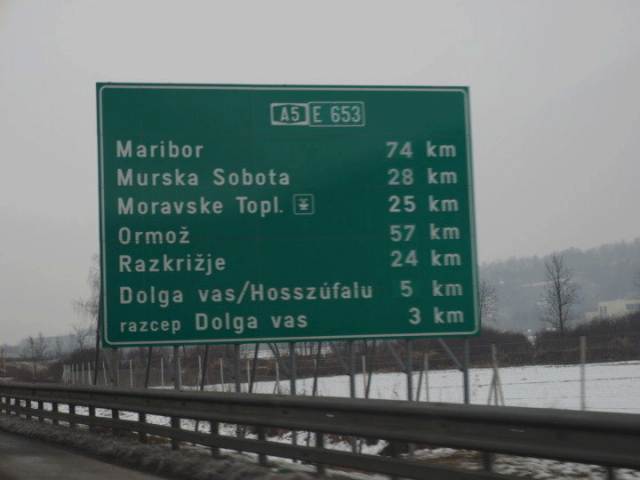 A5 E 653
Maribor 74 km
Murska Sobota 28 km
Moravske Topl. 25 km
Ormož 57 km
Razkrižje 24 km
Dolga vas/Hosszúfalu 5 km
razcep Dolga vas 3 km